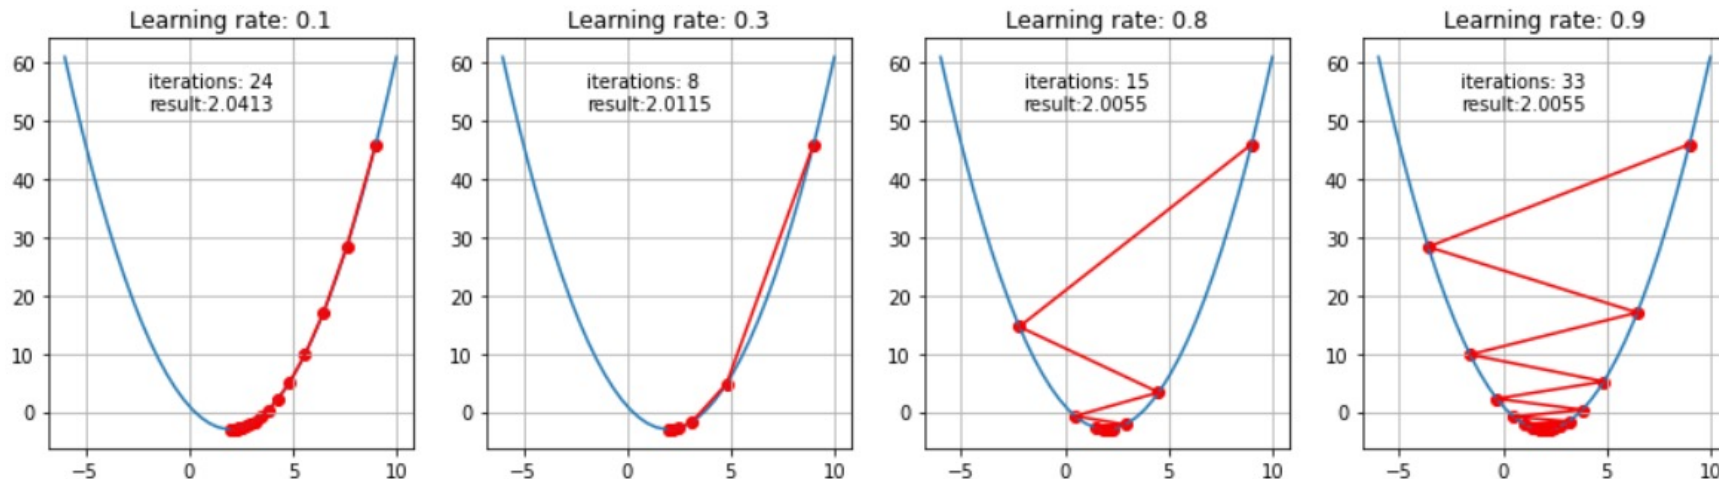 Learning rate: 0.1
60
50
40
30
20
10
0
−5 0 5 10
iterations: 24
result:2.0413
Learning rate: 0.3
60
50
40
30
20
10
0
−5 0 5 10
iterations: 8
result:2.0115
Learning rate: 0.8
60
50
40
30
20
10
0
−5 0 5 10
iterations: 15
result:2.0055
Learning rate: 0.9
60
50
40
30
20
10
0
−5 0 5 10
iterations: 33
result:2.0055